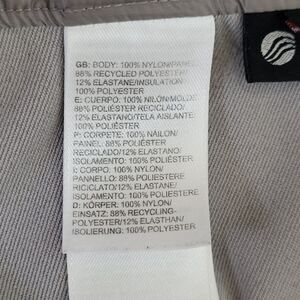 GB: BODY: 100% NYLON/PANEL
88% RECYCLED POLYESTER/
12% ELASTANE/INSULATION
100% POLYESTER
E: CUERPO: 100% NILÓN/MOLDE
88% POLIÉSTER RECICLADO/
12% ELASTANO/TELA AISLANTE
100% POLIÉSTER
P: CORPETE: 100% NÁILON/
PAINEL: 88% POLIÉSTER
RECICLADO/12% ELASTANO/
ISOLAMENTO: 100% POLIÉSTER
I: CORPO: 100% NYLON/
PANNELLO: 88% POLIESTERE
RICICLATO/12% ELASTANE/
ISOLAMENTO: 100% POLIESTERE
D: KÖRPER: 100% NYLON/
EINSATZ: 88% RECYCLING-
POLYESTER/12% ELASTHAN/
ISOLIERUNG: 100% POLYESTER